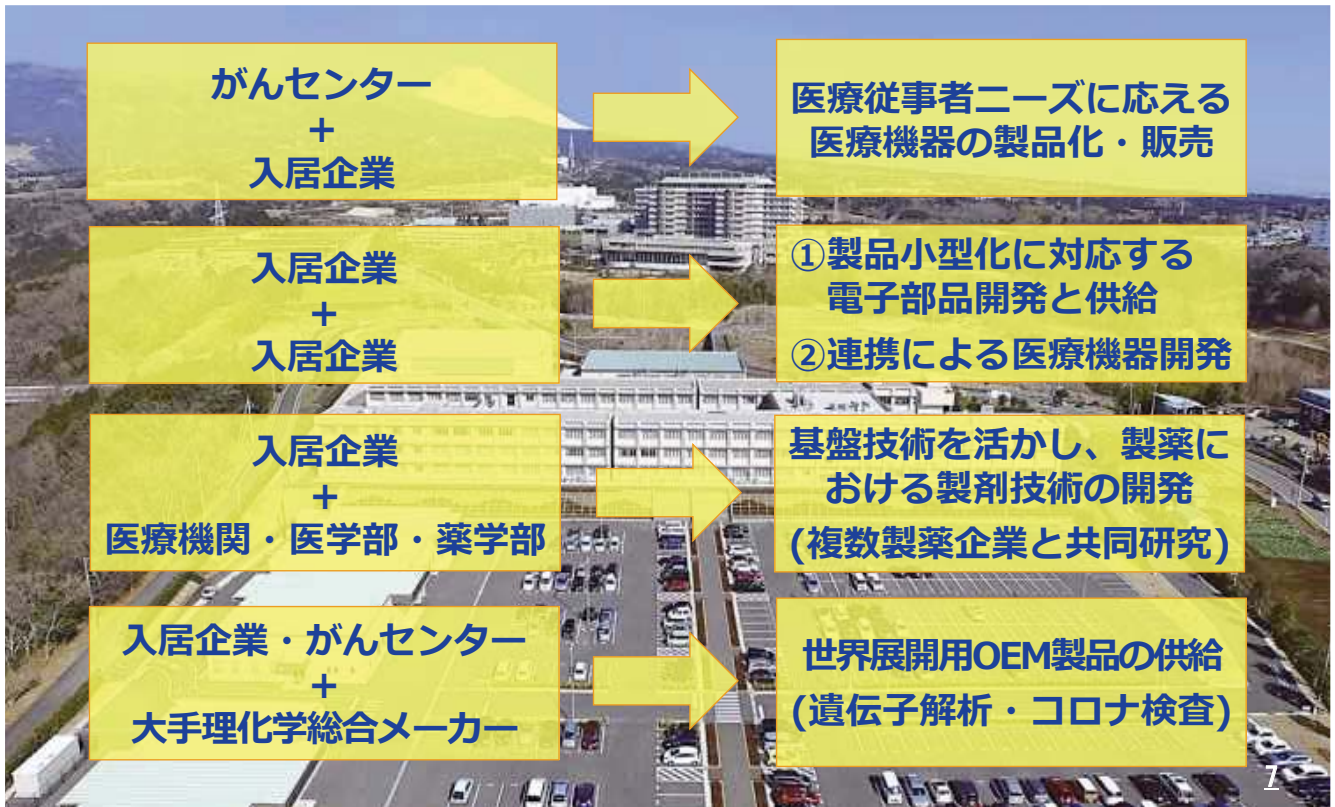 がんセンター
+
入居企業
医療従事者ニーズに応える
医療機器の製品化・販売
入居企業
+
入居企業
①製品小型化に対応する
電子部品開発と供給
②連携による医療機器開発
入居企業
+
医療機関・医学部・薬学部
基盤技術を活かし、製薬に
おける製剤技術の開発
(複数製薬企業と共同研究)
入居企業・がんセンター
+
大手理化学総合メーカー
世界展開用OEM製品の供給
(遺伝子解析・コロナ検査)
7